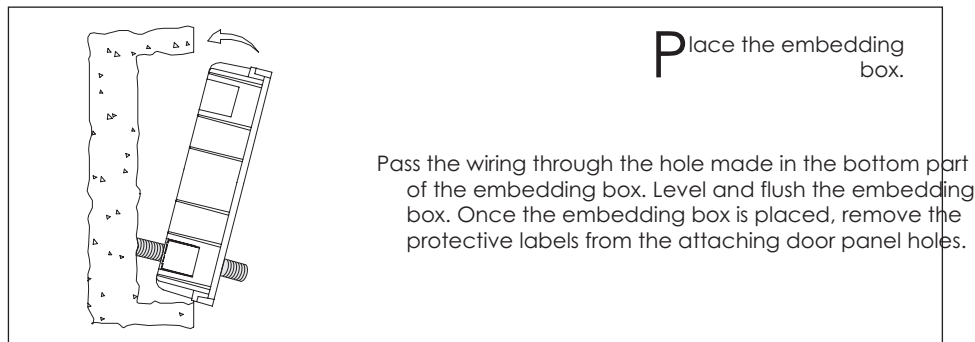 Place the embedding
box.
Pass the wiring through the hole made in the bottom part
of the embedding box. Level and flush the embedding
box. Once the embedding box is placed, remove the
protective labels from the attaching door panel holes.